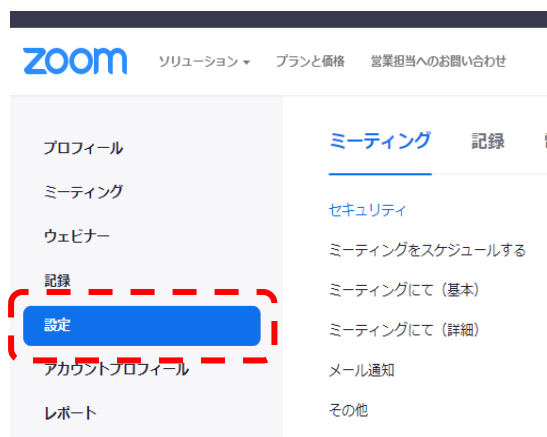 zoom ソリューション プランと価格 営業担当へのお問い合わせ
プロフィール
ミーティング
ウェビナー
記録
設定
アカウントプロフィール
レポート
ミーティング 記録
セキュリティ
ミーティングをスケジュールする
ミーティングにて（基本）
ミーティングにて（詳細）
メール通知
その他